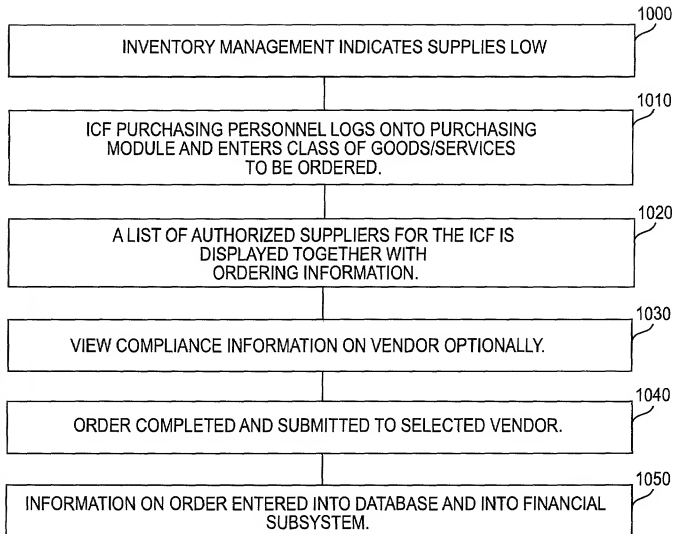 1000
INVENTORY MANAGEMENT INDICATES SUPPLIES LOW
1010
ICF PURCHASING PERSONNEL LOGS ONTO PURCHASING
MODULE AND ENTERS CLASS OF GOODS/SERVICES
TO BE ORDERED.
1020
A LIST OF AUTHORIZED SUPPLIERS FOR THE ICF IS
DISPLAYED TOGETHER WITH
ORDERING INFORMATION.
1030
VIEW COMPLIANCE INFORMATION ON VENDOR OPTIONALLY.
1040
ORDER COMPLETED AND SUBMITTED TO SELECTED VENDOR.
1050
INFORMATION ON ORDER ENTERED INTO DATABASE AND INTO FINANCIAL
SUBSYSTEM.